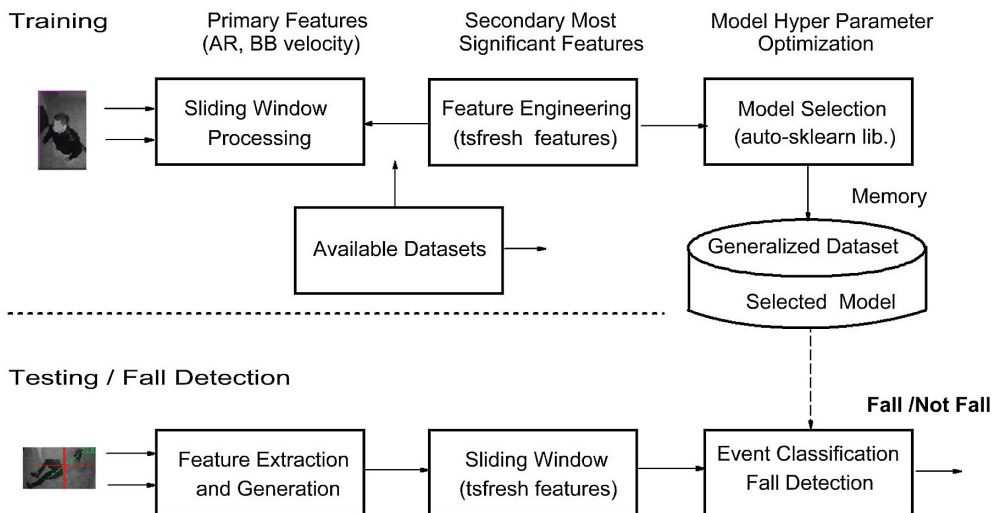 Training
Primary Features
(AR, BB velocity)
Secondary Most
Significant Features
Model Hyper Parameter
Optimization
Sliding Window
Processing
Feature Engineering
(tsfresh features)
Model Selection
(auto-sklearn lib.)
Memory
Available Datasets
Generalized Dataset
Selected Model
Testing / Fall Detection
Fall /Not Fall
Feature Extraction
and Generation
Sliding Window
(tsfresh features)
Event Classification
Fall Detection